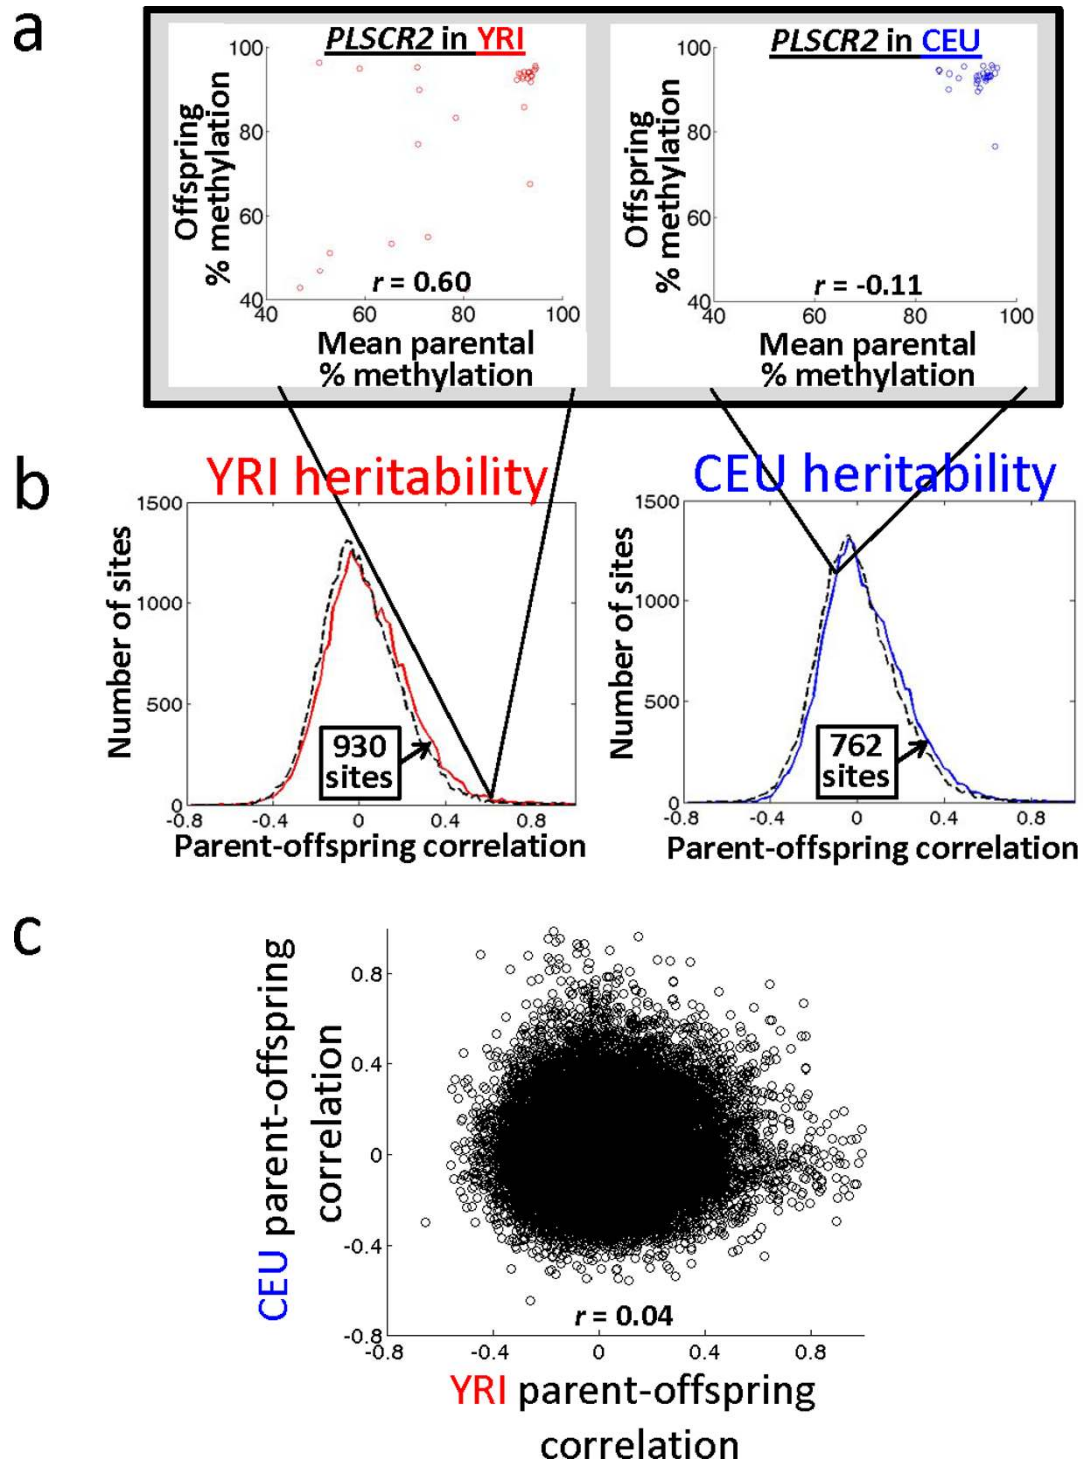 a
PLSCR2 in YRI
100
80
60
40
40
60
80
100
Offspring
% methylation
r = 0.60
Mean parental
% methylation
PLSCR2 in CEU
100
80
60
40
40
60
80
100
Offspring
% methylation
r = -0.11
Mean parental
% methylation
b
YRI heritability
1500
1000
500
0
-0.8
-0.4
0
0.4
0.8
Number of sites
930
sites
Parent-offspring correlation
CEU heritability
1500
1000
500
0
-0.8
-0.4
0
0.4
0.8
Number of sites
762
sites
Parent-offspring correlation
c
0.8
0.4
0
-0.4
-0.8
-0.8
-0.4
0
0.4
0.8
CEU parent-offspring
correlation
r = 0.04
YRI parent-offspring
correlation